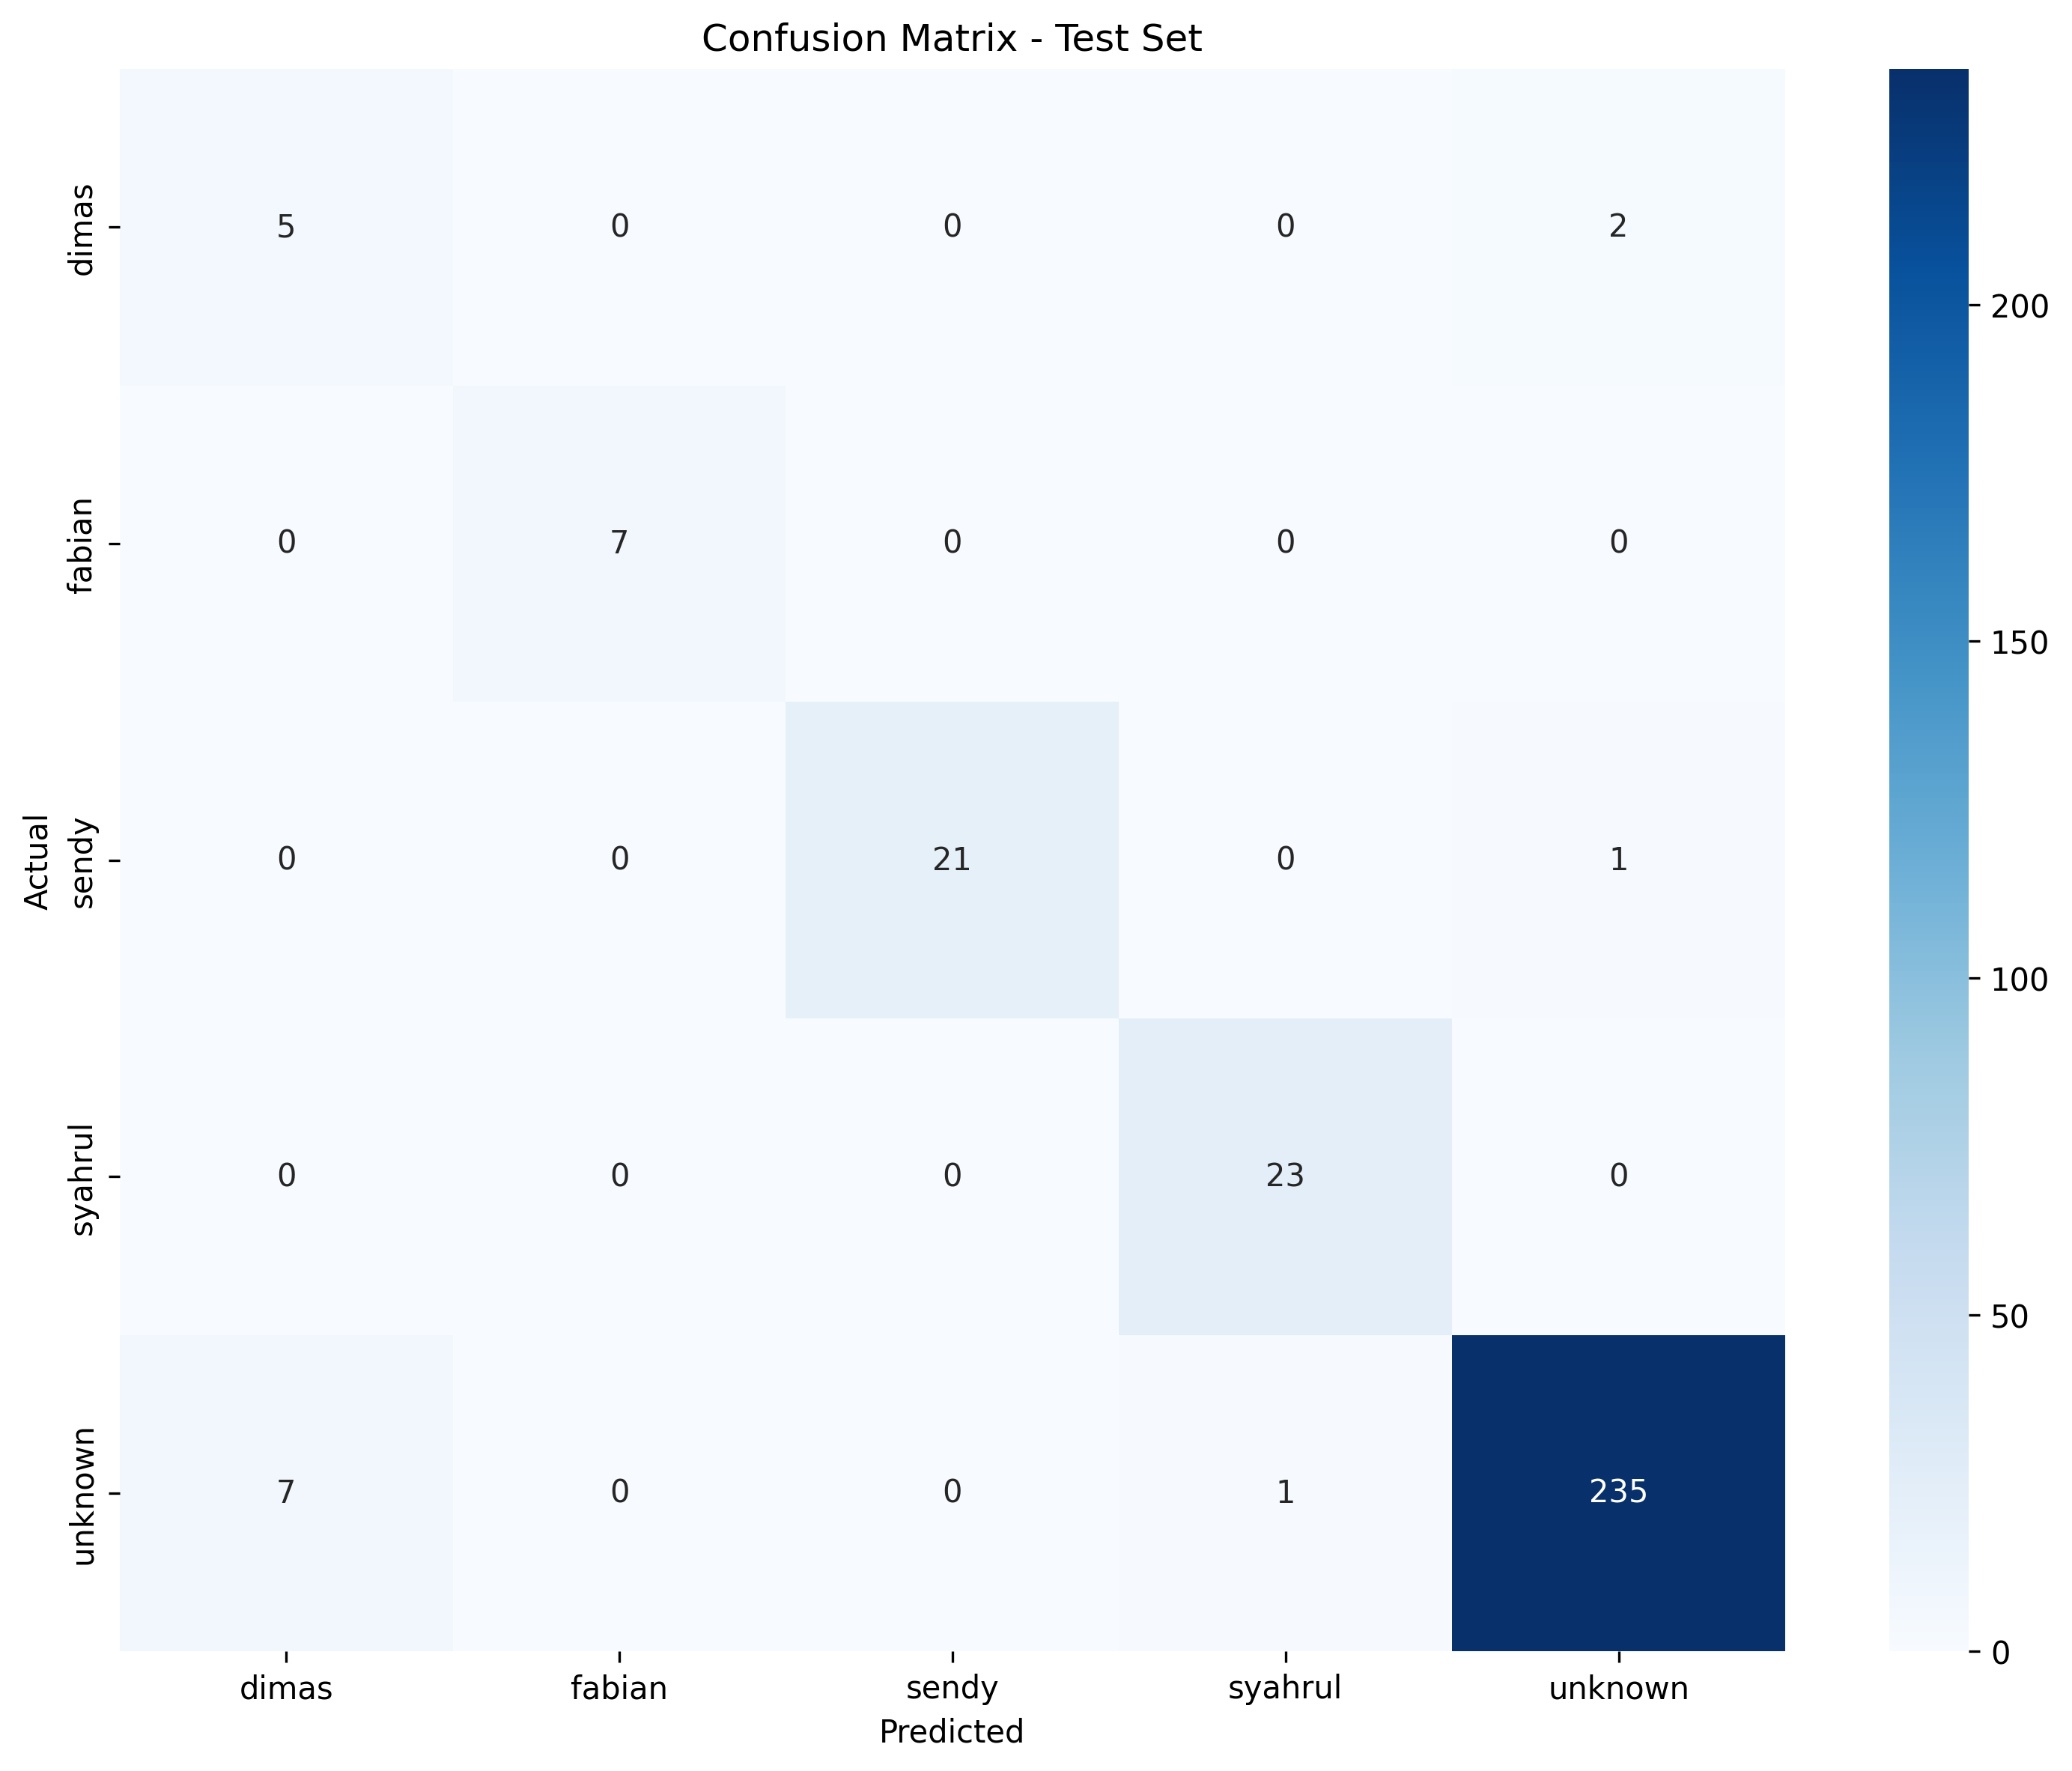 Confusion Matrix - Test Set
Actual
dimas 5 0 0 0 2
fabian 0 7 0 0 0
sendy 0 0 21 0 1
syahrul 0 0 0 23 0
unknown 7 0 0 1 235
dimas fabian sendy syahrul unknown
Predicted
200
150
100
50
0